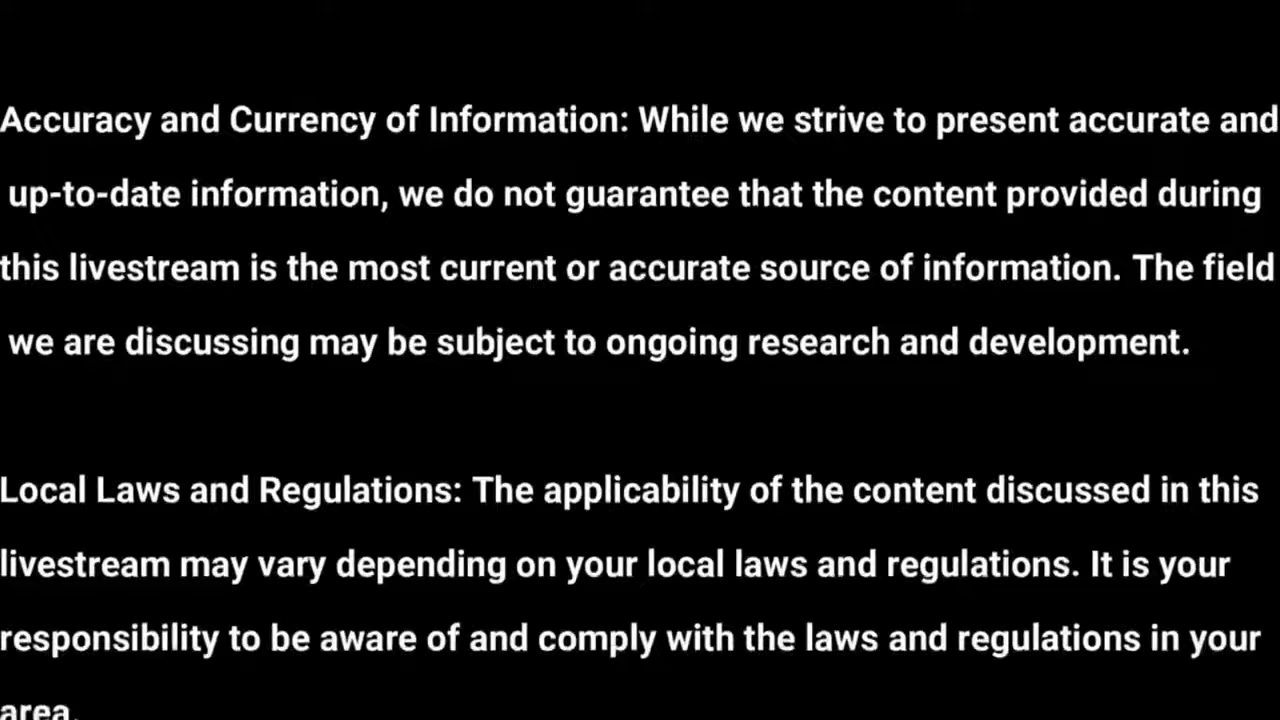 Accuracy and Currency of Information: While we strive to present accurate and
up-to-date information, we do not guarantee that the content provided during
this livestream is the most current or accurate source of information. The field
we are discussing may be subject to ongoing research and development.
Local Laws and Regulations: The applicability of the content discussed in this
livestream may vary depending on your local laws and regulations. It is your
responsibility to be aware of and comply with the laws and regulations in your
area.